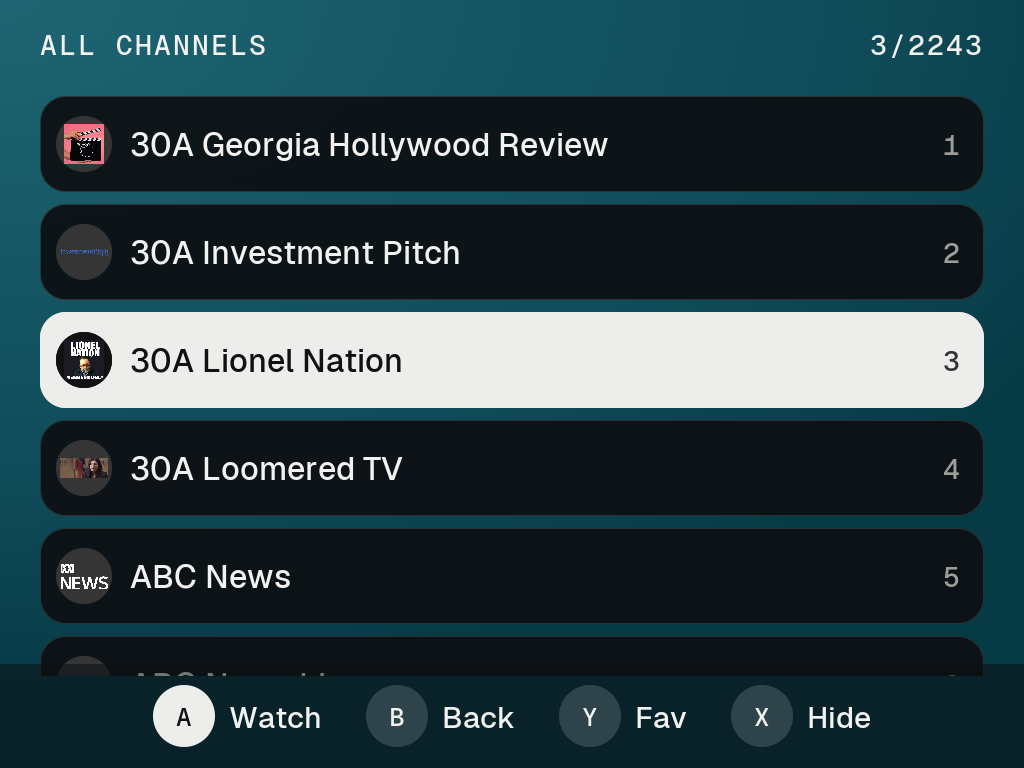 ALL CHANNELS 3/2243
30A Georgia Hollywood Review 1
30A Investment Pitch 2
LIONEL
NATION
30A Lionel Nation 3
30A Loomered TV 4
NEWS
ABC News 5
A Watch B Back Y Fav X Hide